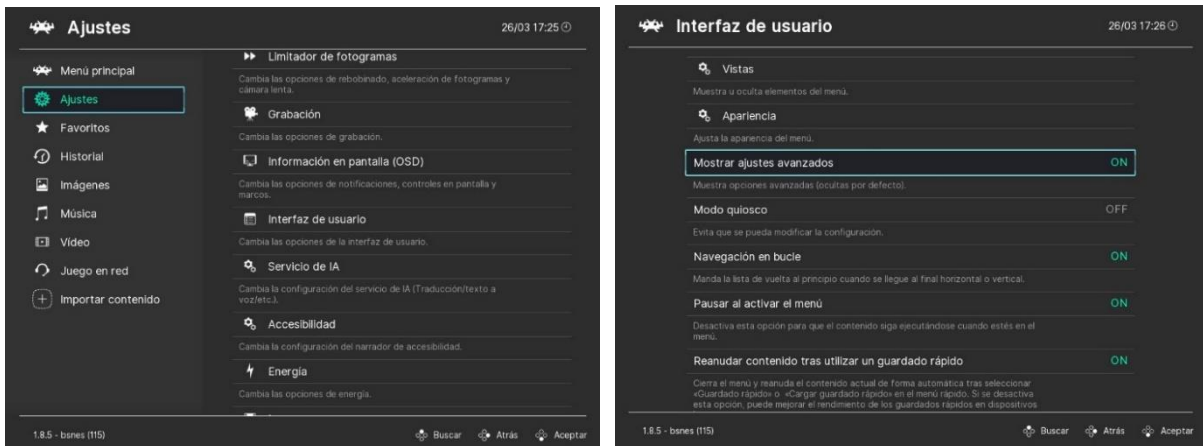 Ajustes
26/03 17:25
Menú principal
Ajustes
Favoritos
Historial
Imágenes
Música
Vídeo
Juego en red
Importar contenido
Limitador de fotogramas
Cambia las opciones de rebobinado, aceleración de fotogramas y
cámara lenta.
Grabación
Cambia las opciones de grabación.
Información en pantalla (OSD)
Cambia las opciones de notificaciones, controles en pantalla y
marcos.
Interfaz de usuario
Cambia las opciones de la interfaz de usuario.
Servicio de IA
Cambia la configuración del servicio de IA (Traducción/texto a
voz/etc.).
Accesibilidad
Cambia la configuración del narrador de accesibilidad.
Energía
Cambia las opciones de energía.
1.8.5 - bsnes (115)
Buscar Atrás Aceptar
Interfaz de usuario
26/03 17:26
Vistas
Muestra u oculta elementos del menú.
Apariencia
Ajusta la apariencia del menú.
Mostrar ajustes avanzados ON
Muestra opciones avanzadas (ocultas por defecto).
Modo quiosco OFF
Evita que se pueda modificar la configuración.
Navegación en bucle ON
Manda la lista de vuelta al principio cuando se llegue al final horizontal o vertical.
Pausar al activar el menú ON
Desactiva esta opción para que el contenido siga ejecutándose cuando estés en el
menú.
Reanudar contenido tras utilizar un guardado rápido ON
Cierra el menú y reanuda el contenido actual de forma automática tras seleccionar
«Guardado rápido» o «Cargar guardado rápido» en el menú rápido. Si se desactiva
esta opción, puede mejorar el rendimiento de los guardados rápidos en dispositivos
1.8.5 - bsnes (115)
Buscar Atrás Aceptar